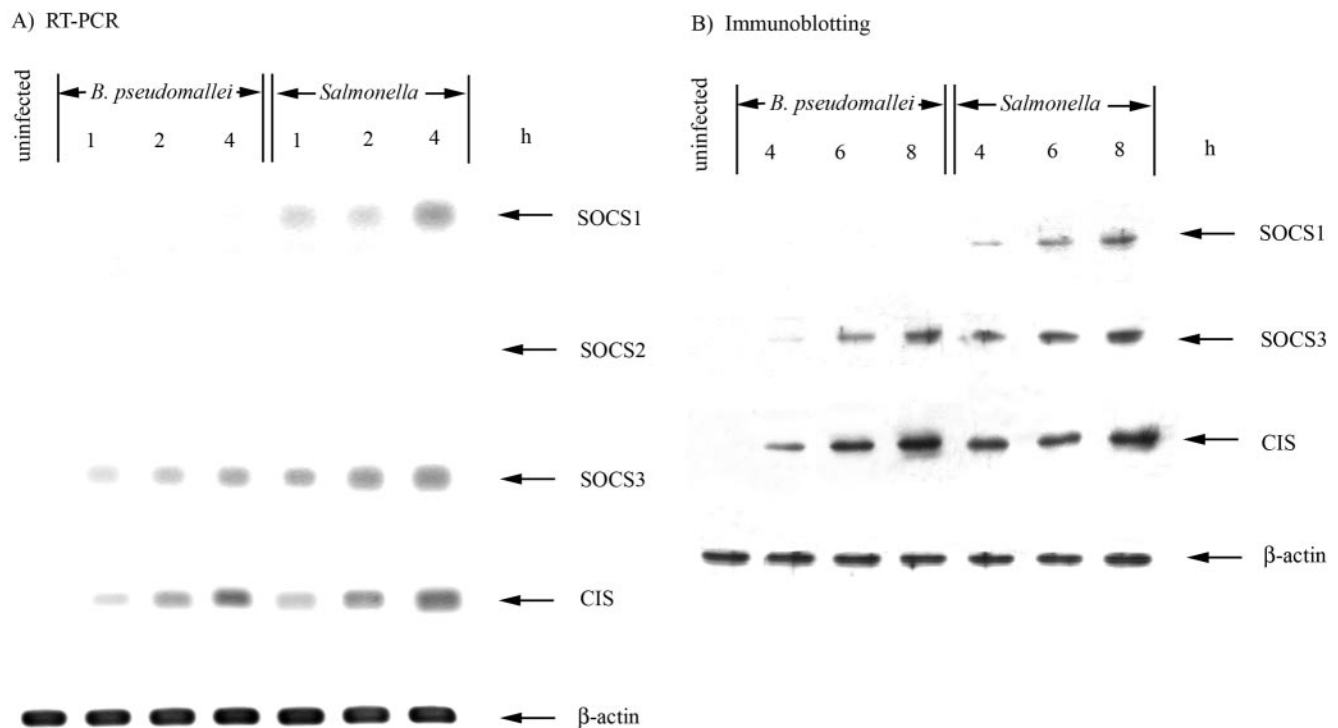 A) RT-PCR
uninfected
B. pseudomallei
Salmonella
1 2 4 1 2 4 h
SOCS1
SOCS2
SOCS3
CIS
β-actin
B) Immunoblotting
uninfected
B. pseudomallei
Salmonella
4 6 8 4 6 8 h
SOCS1
SOCS3
CIS
β-actin